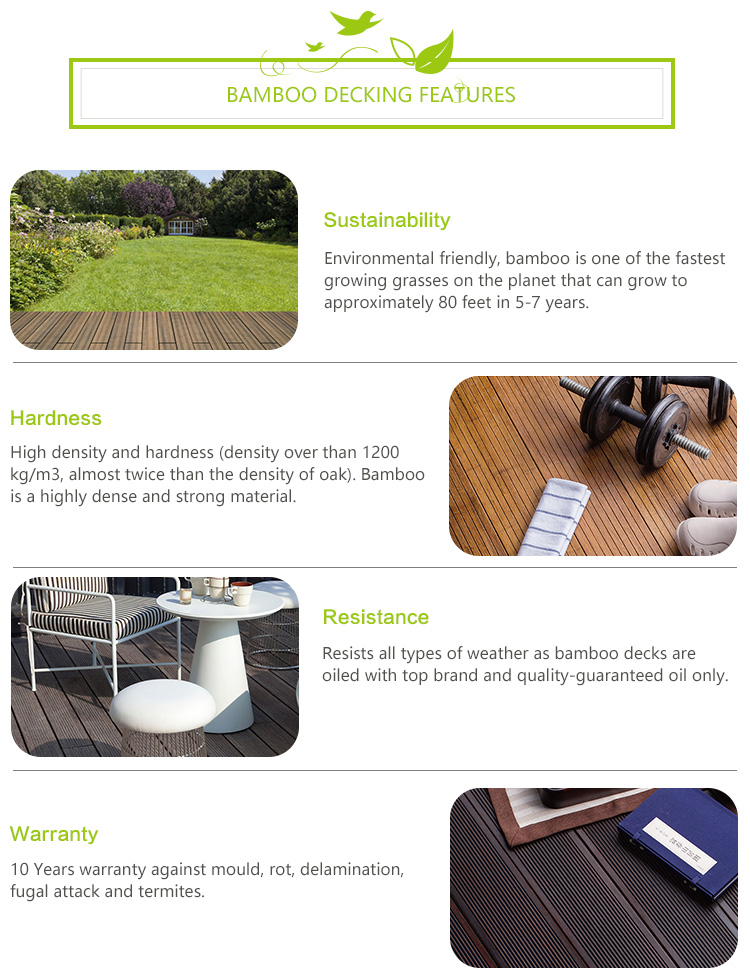 BAMBOO DECKING FEATURES
Sustainability
Environmental friendly, bamboo is one of the fastest
growing grasses on the planet that can grow to
approximately 80 feet in 5-7 years.
Hardness
High density and hardness (density over than 1200
kg/m3, almost twice than the density of oak). Bamboo
is a highly dense and strong material.
Resistance
Resists all types of weather as bamboo decks are
oiled with top brand and quality-guaranteed oil only.
Warranty
10 Years warranty against mould, rot, delamination,
fugal attack and termites.